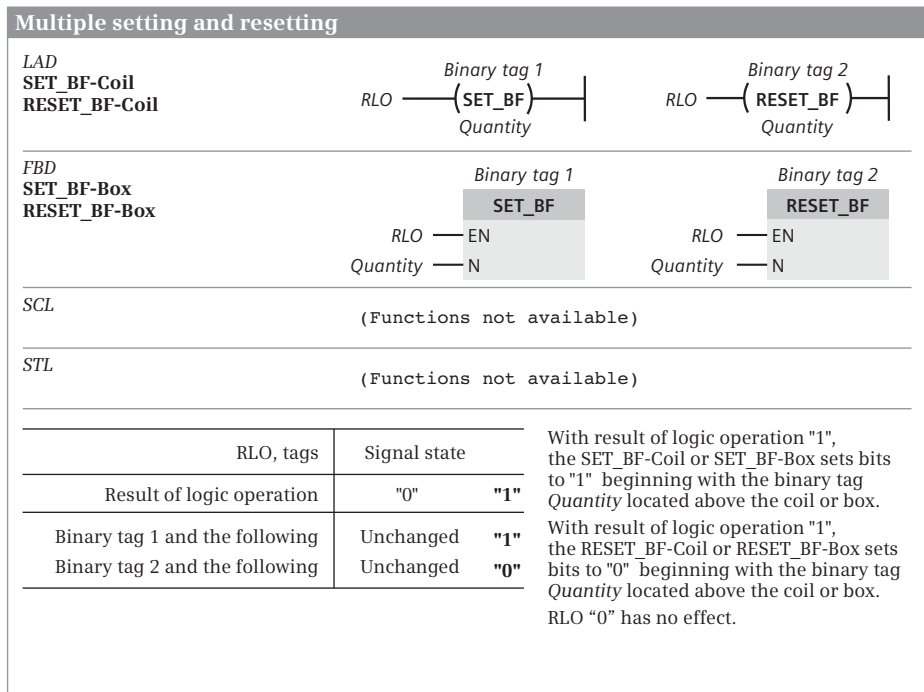 Multiple setting and resetting
LAD
SET_BF-Coil
RESET_BF-Coil
Binary tag 1
RLO
SET_BF
Quantity
Binary tag 2
RLO
RESET_BF
Quantity
FBD
SET_BF-Box
RESET_BF-Box
Binary tag 1
SET_BF
RLO
EN
Quantity
N
Binary tag 2
RESET_BF
RLO
EN
Quantity
N
SCL
(Functions not available)
STL
(Functions not available)
RLO, tags Signal state
Result of logic operation "0" "1"
Binary tag 1 and the following Unchanged "1"
Binary tag 2 and the following Unchanged "0"
With result of logic operation "1",
the SET_BF-Coil or SET_BF-Box sets bits
to "1" beginning with the binary tag
Quantity located above the coil or box.
With result of logic operation "1",
the RESET_BF-Coil or RESET_BF-Box sets
bits to "0" beginning with the binary tag
Quantity located above the coil or box.
RLO “0” has no effect.